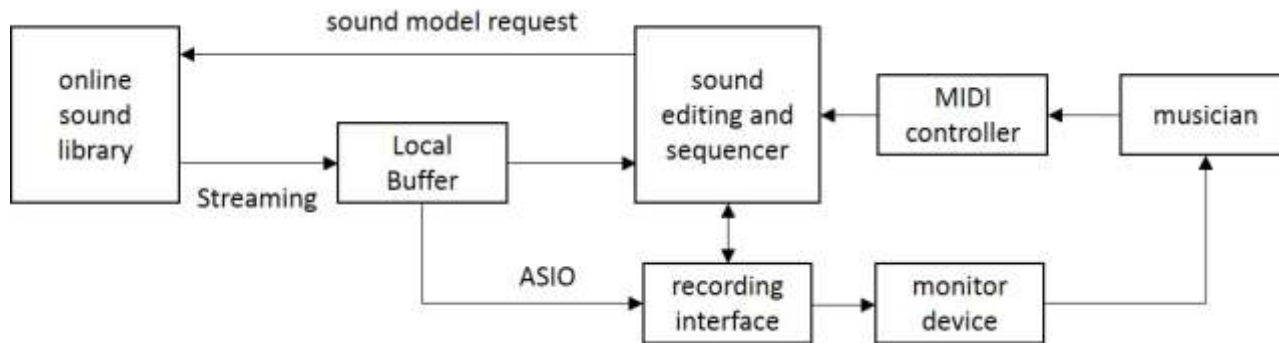 sound model request
online
sound
library
Streaming
Local
Buffer
sound
editing and
sequencer
MIDI
controller
musician
ASIO
recording
interface
monitor
device